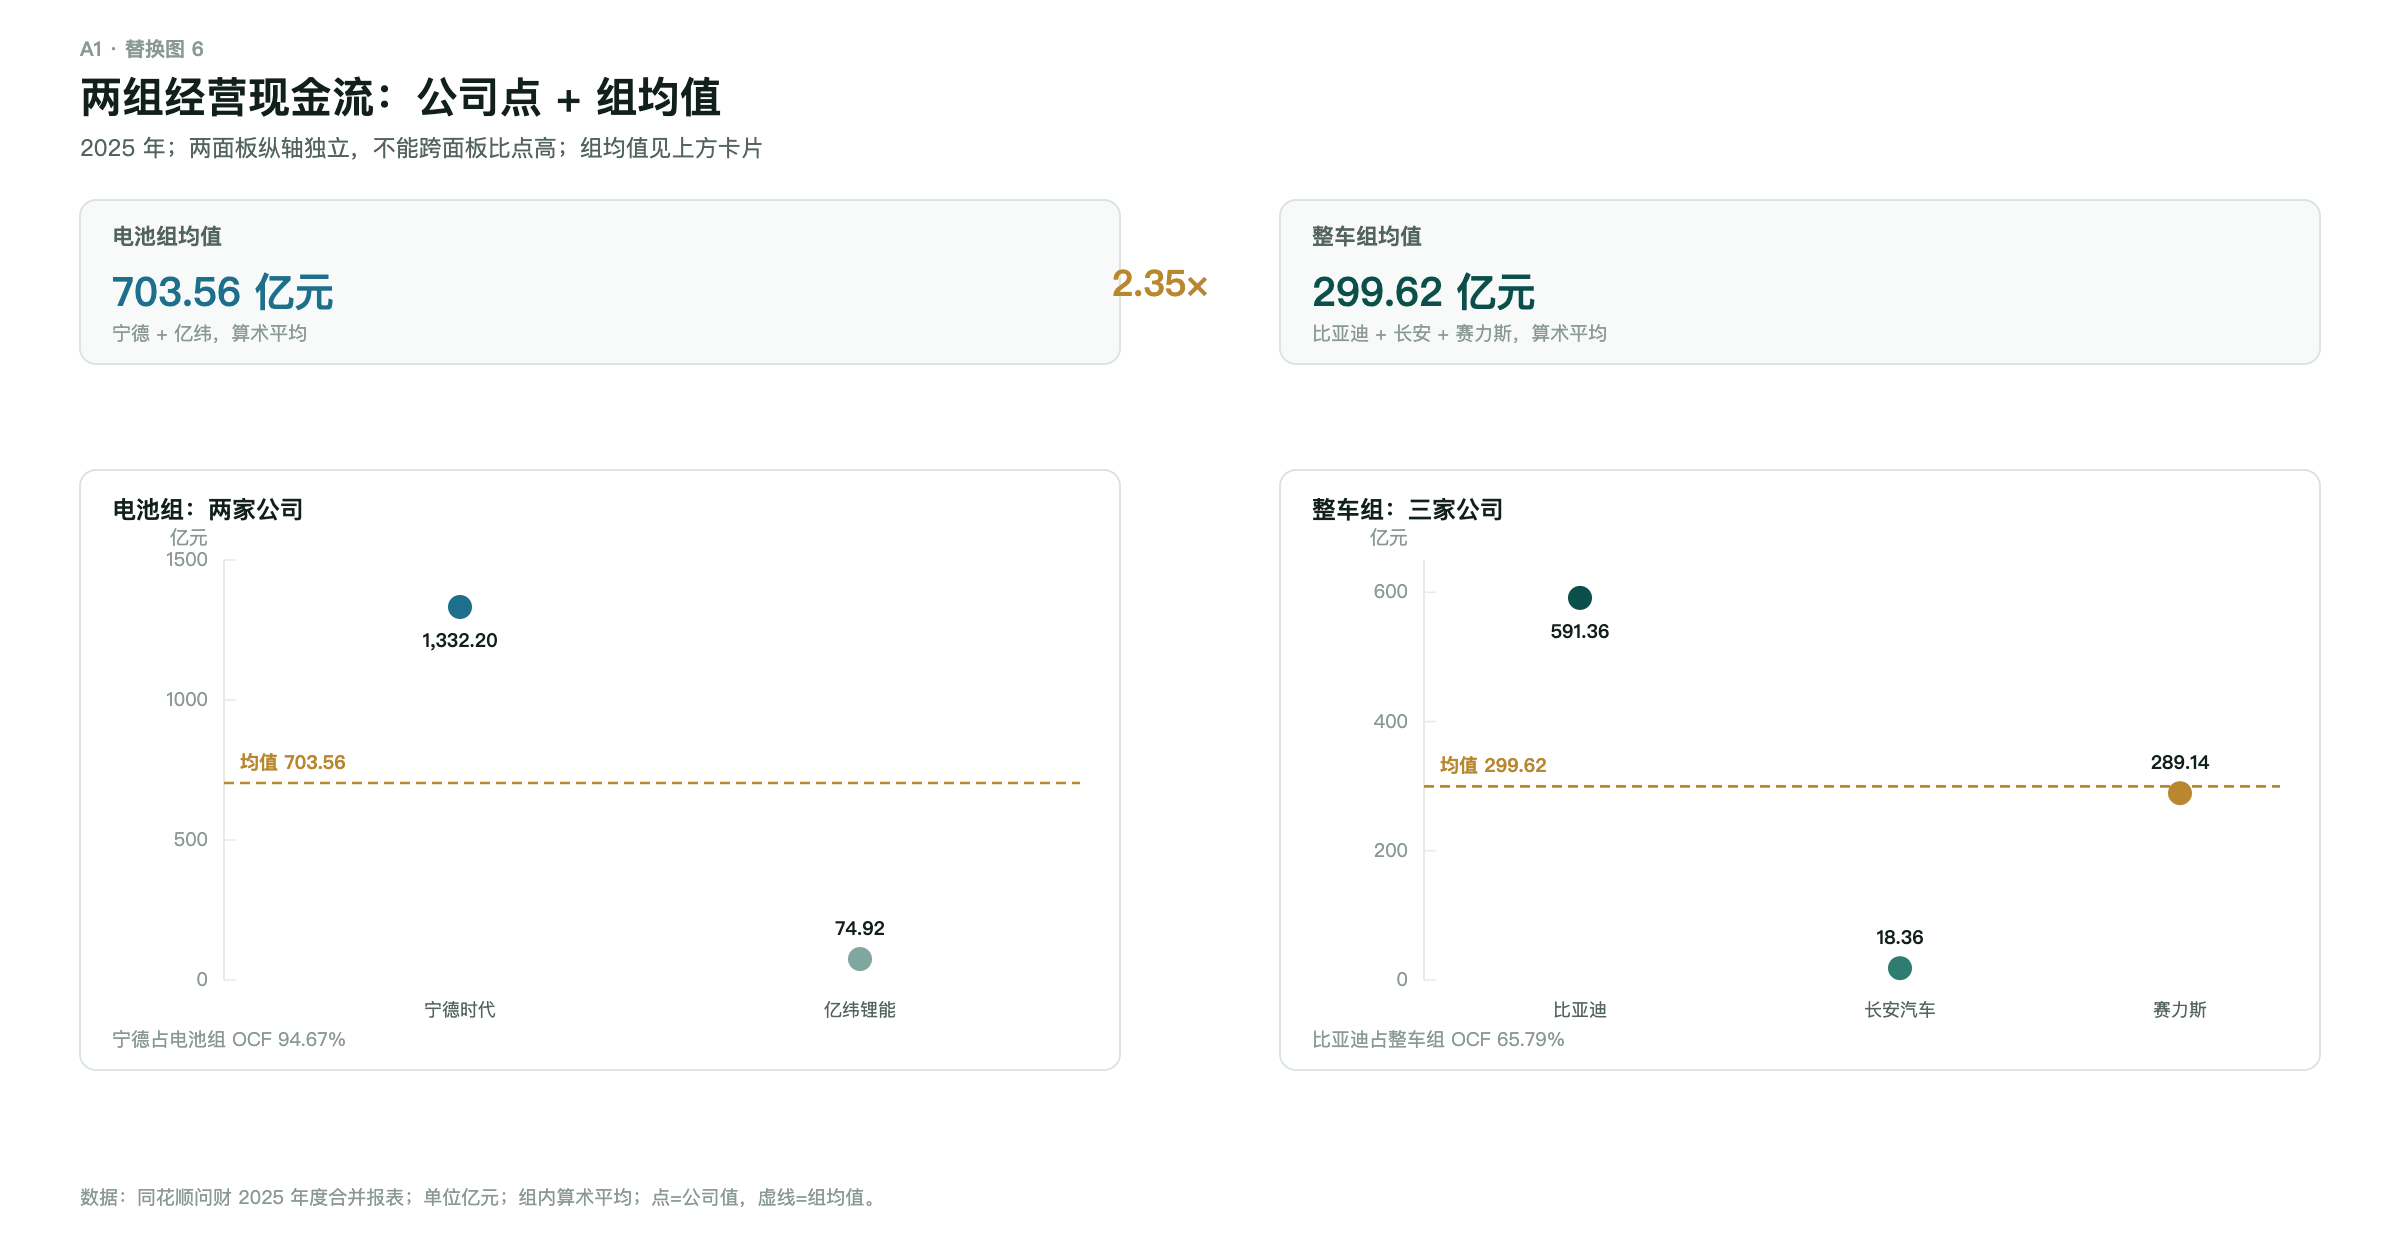 A1 · 替换图 6
两组经营现金流：公司点 + 组均值
2025 年；两面板纵轴独立，不能跨面板比点高；组均值见上方卡片
电池组均值
703.56 亿元
宁德 + 亿纬，算术平均
2.35×
整车组均值
299.62 亿元
比亚迪 + 长安 + 赛力斯，算术平均
电池组：两家公司
亿元
1500
1000
500
0
1,332.20
均值 703.56
74.92
宁德时代
亿纬锂能
宁德占电池组 OCF 94.67%
整车组：三家公司
亿元
600
400
200
0
591.36
均值 299.62
289.14
18.36
比亚迪
长安汽车
赛力斯
比亚迪占整车组 OCF 65.79%
数据：同花顺问财 2025 年度合并报表；单位亿元；组内算术平均；点=公司值，虚线=组均值。